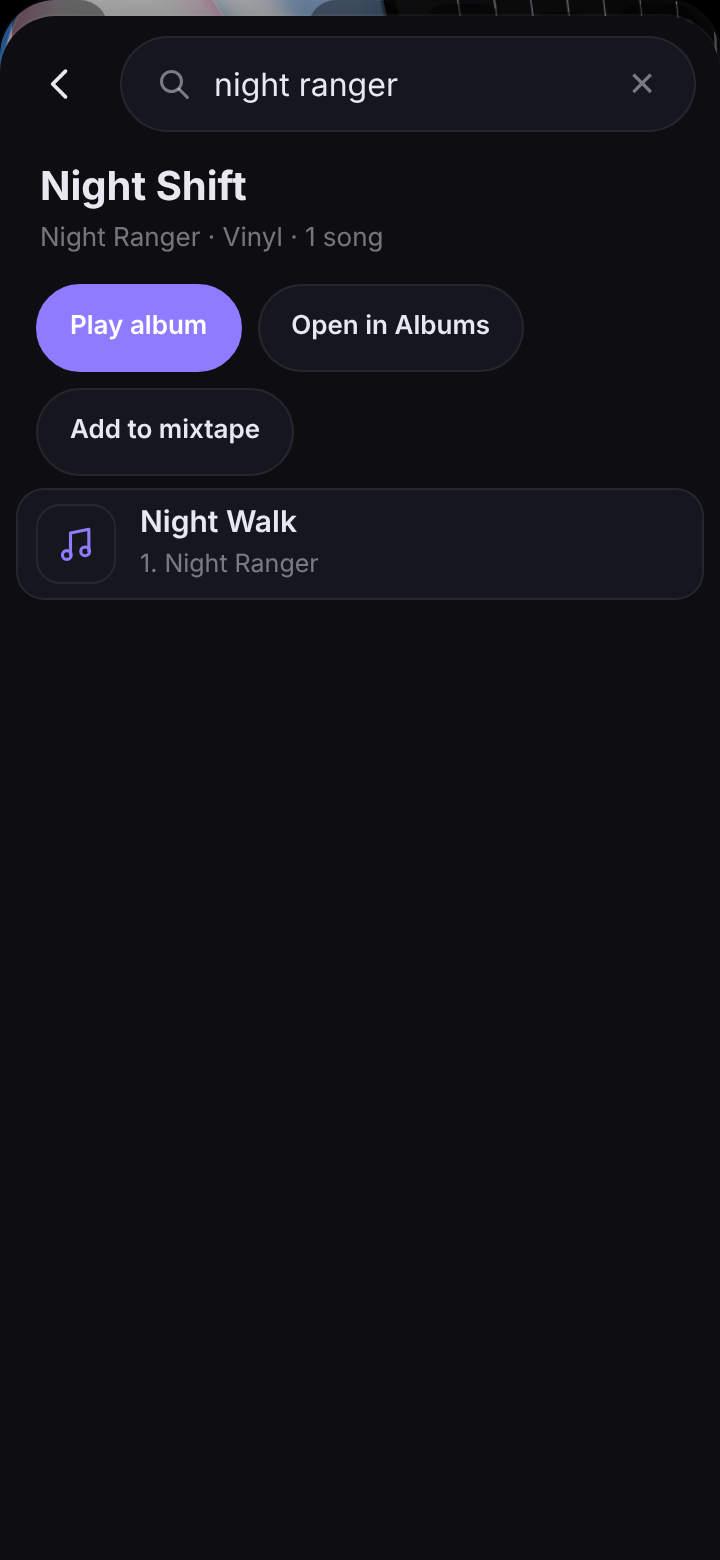 night ranger
Night Shift
Night Ranger · Vinyl · 1 song
Play album
Open in Albums
Add to mixtape
Night Walk
1. Night Ranger